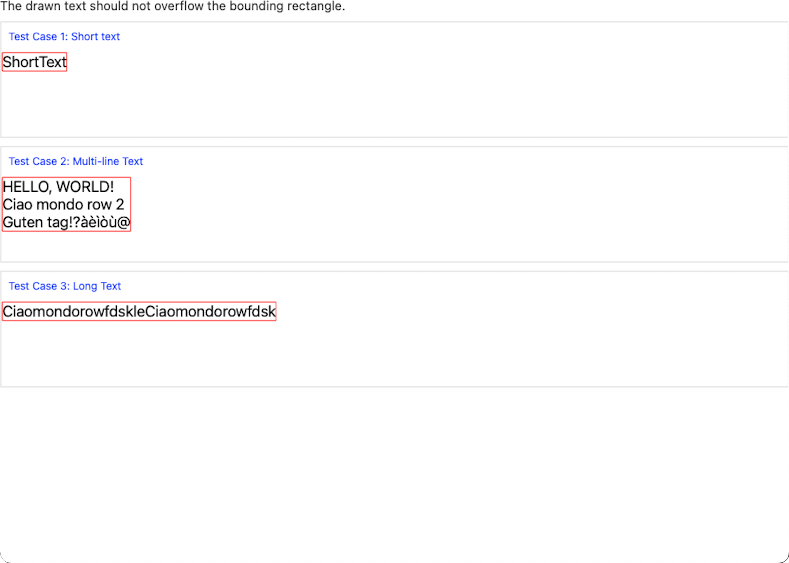 The drawn text should not overflow the bounding rectangle.
Test Case 1: Short text
ShortText
Test Case 2: Multi-line Text
HELLO, WORLD!
Ciao mondo row 2
Guten tag!?àèìòù@
Test Case 3: Long Text
CiaomondorowfdskleCiaomondorowfdsk